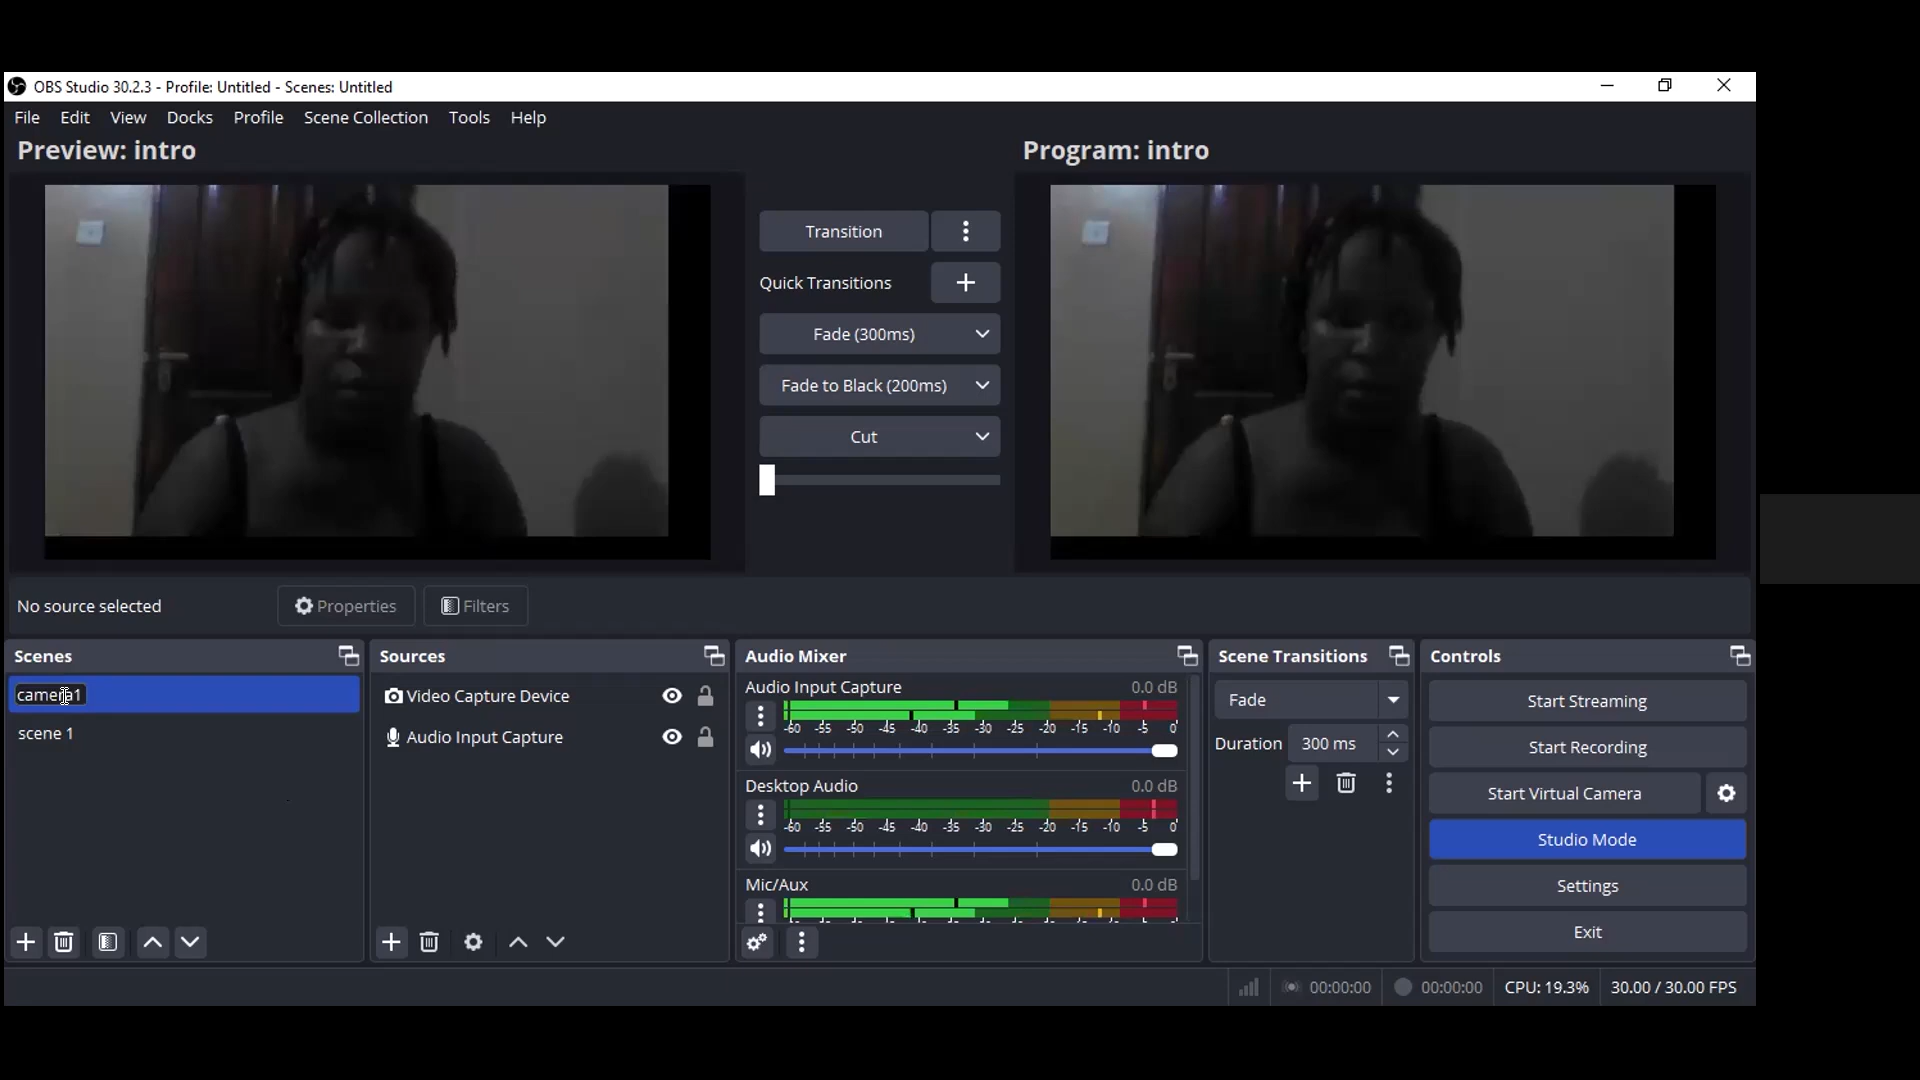 OBS Studio 30.2.3 - Profile: Untitled - Scenes: Untitled
File Edit View Docks Profile Scene Collection Tools Help
Preview: intro
Program: intro
Transition
Quick Transitions
Fade (300ms)
Fade to Black (200ms)
Cut
No source selected
Properties
Filters
Scenes
camera1
scene 1
Sources
Video Capture Device
Audio Input Capture
Audio Mixer
Audio Input Capture 0.0 dB
-60 -55 -50 -45 -40 -35 -30 -25 -20 -15 -10 -5 0
Desktop Audio 0.0 dB
-60 -55 -50 -45 -40 -35 -30 -25 -20 -15 -10 -5 0
Mic/Aux 0.0 dB
Scene Transitions
Fade
Duration 300 ms
Controls
Start Streaming
Start Recording
Start Virtual Camera
Studio Mode
Settings
Exit
00:00:00 00:00:00 CPU: 19.3% 30.00 / 30.00 FPS